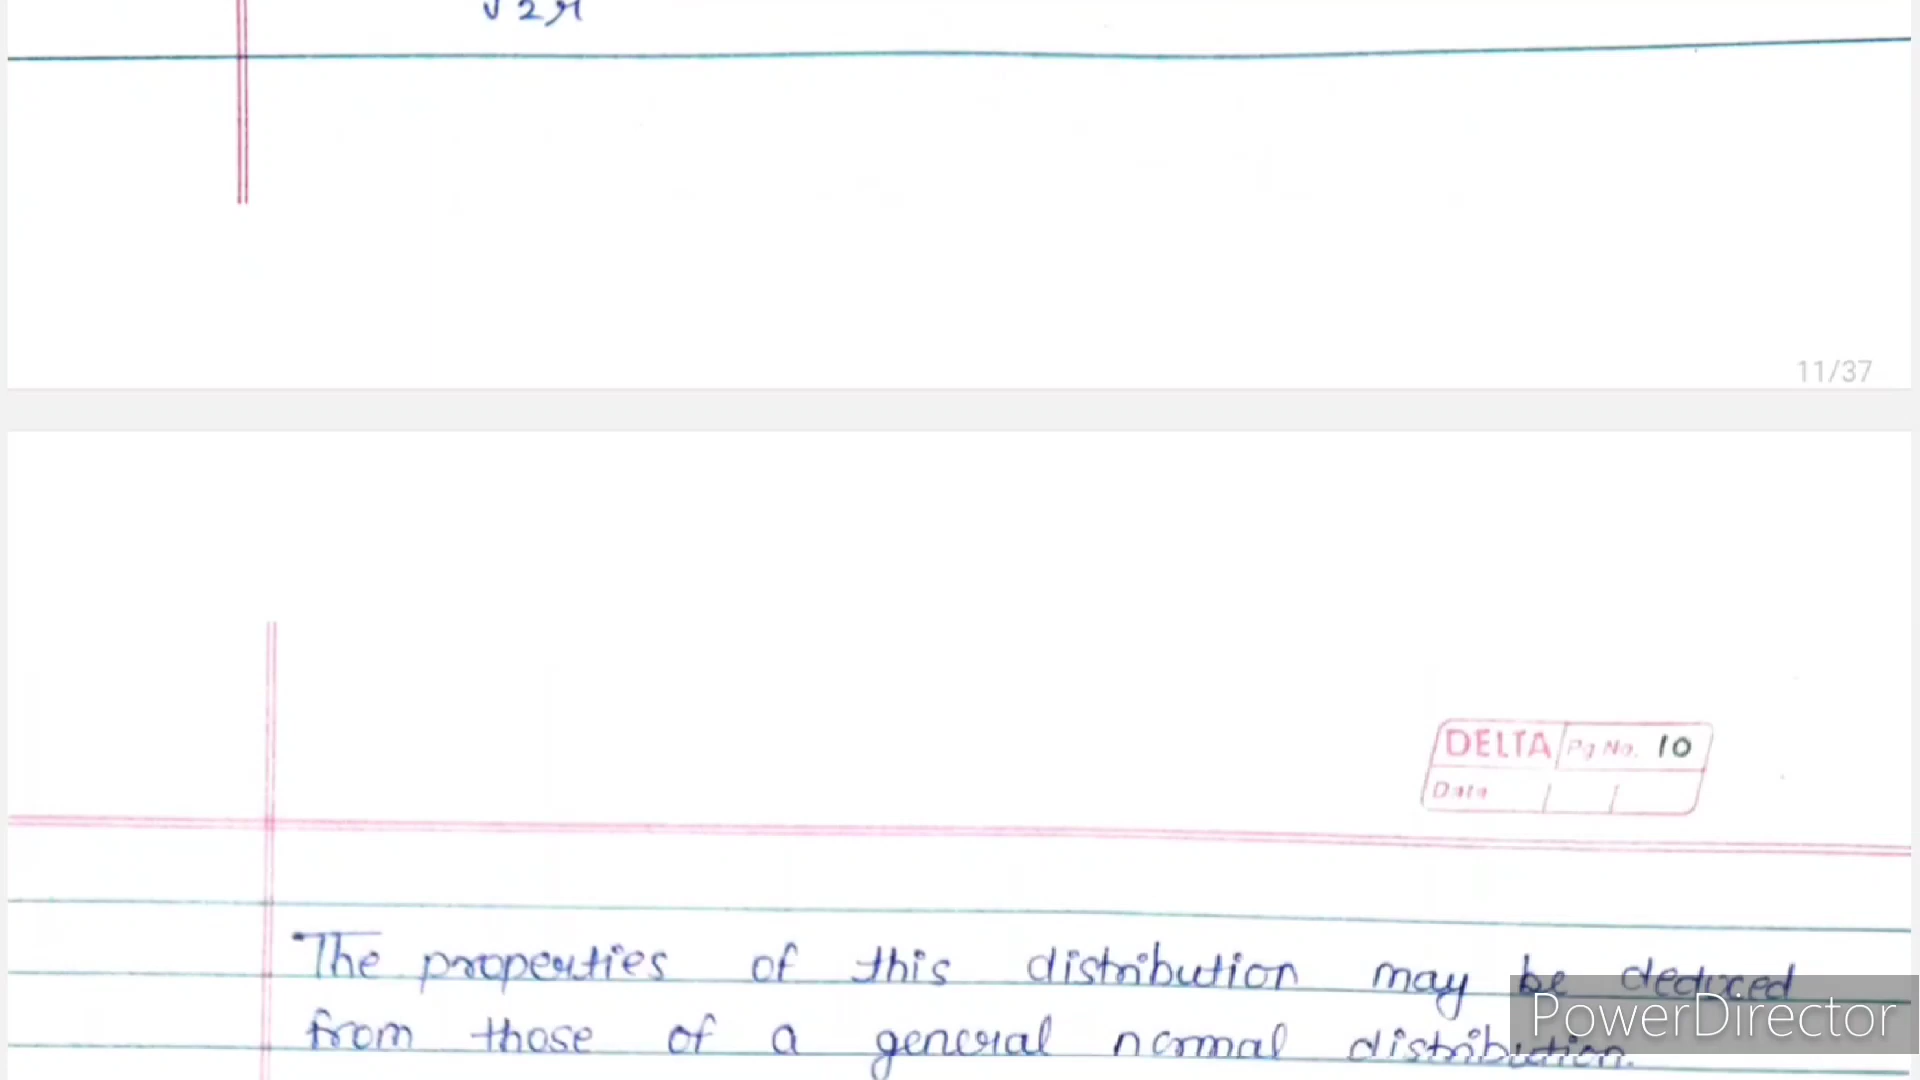 √2π
11/37
DELTA Pg No. 10
Date
The properties of this distribution may be deduced
from those of a general normal distribution.
PowerDirector